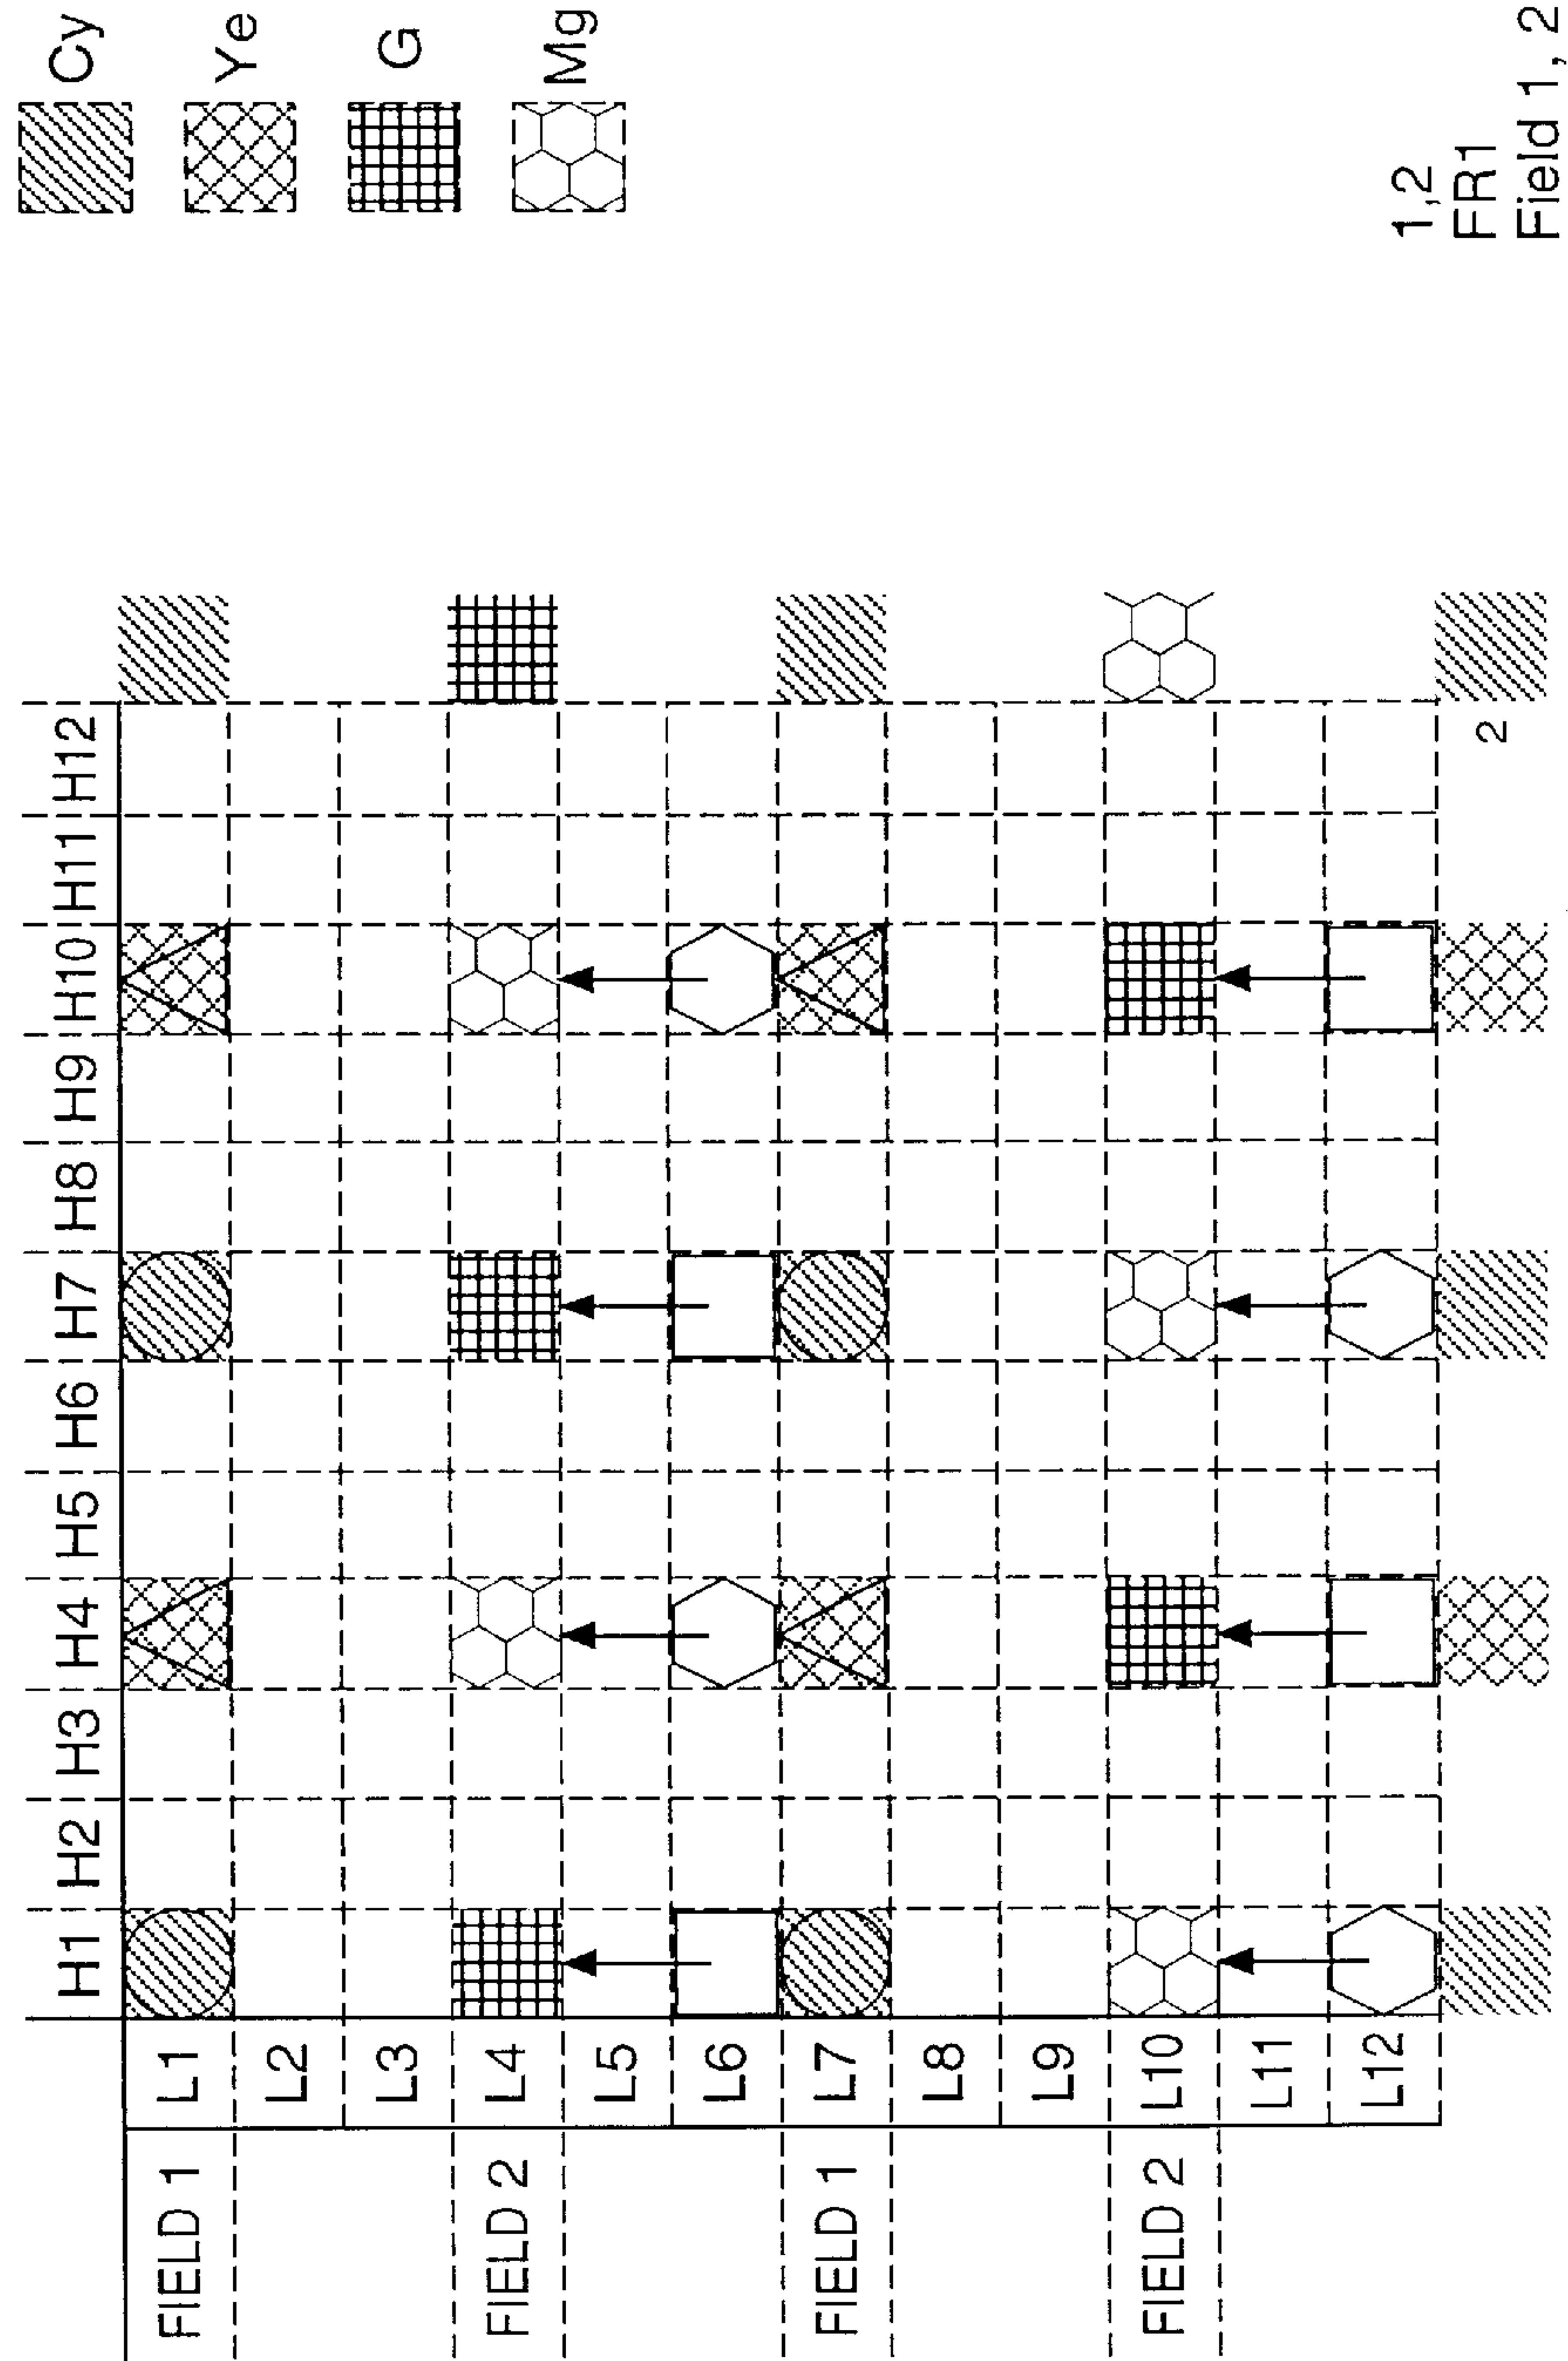 H1 H2 H3 H4 H5 H6 H7 H8 H9 H10 H11 H12
FIELD 1 L1
L2
L3
FIELD 2 L4
L5
L6
FIELD 1 L7
L8
L9
FIELD 2 L10
L11
L12
2
Cy
Ye
G
Mg
1,2
FR1
Field 1, 2